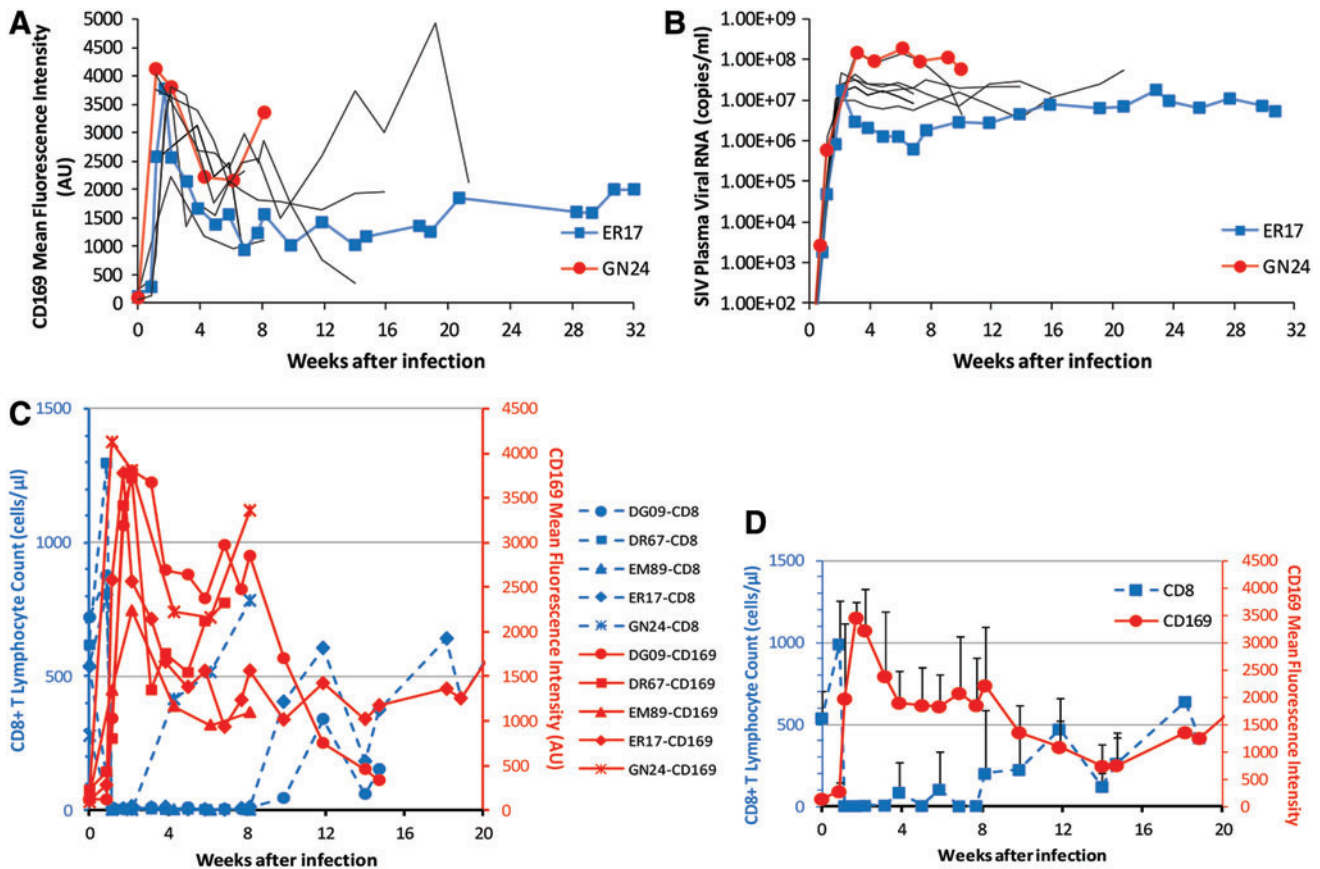 A
CD169 Mean Fluorescence Intensity
(AU)
5000
4500
4000
3500
3000
2500
2000
1500
1000
500
0
0 4 8 12 16 20 24 28 32
Weeks after infection
ER17
GN24
B
SIV Plasma Viral RNA (copies/ml)
1.00E+09
1.00E+08
1.00E+07
1.00E+06
1.00E+05
1.00E+04
1.00E+03
1.00E+02
0 4 8 12 16 20 24 28 32
Weeks after infection
ER17
GN24
C
CD8+ T Lymphocyte Count (cells/µl)
1500
1000
500
0
4500
4000
3500
3000
2500
2000
1500
1000
500
0
CD169 Mean Fluorescence Intensity (AU)
0 4 8 12 16 20
Weeks after infection
DG09-CD8
DR67-CD8
EM89-CD8
ER17-CD8
GN24-CD8
DG09-CD169
DR67-CD169
EM89-CD169
ER17-CD169
GN24-CD169
D
CD8+ T Lymphocyte Count (cells/µl)
1500
1000
500
0
CD8
CD169
4500
4000
3500
3000
2500
2000
1500
1000
500
0
CD169 Mean Fluorescence Intensity
0 4 8 12 16 20
Weeks after infection